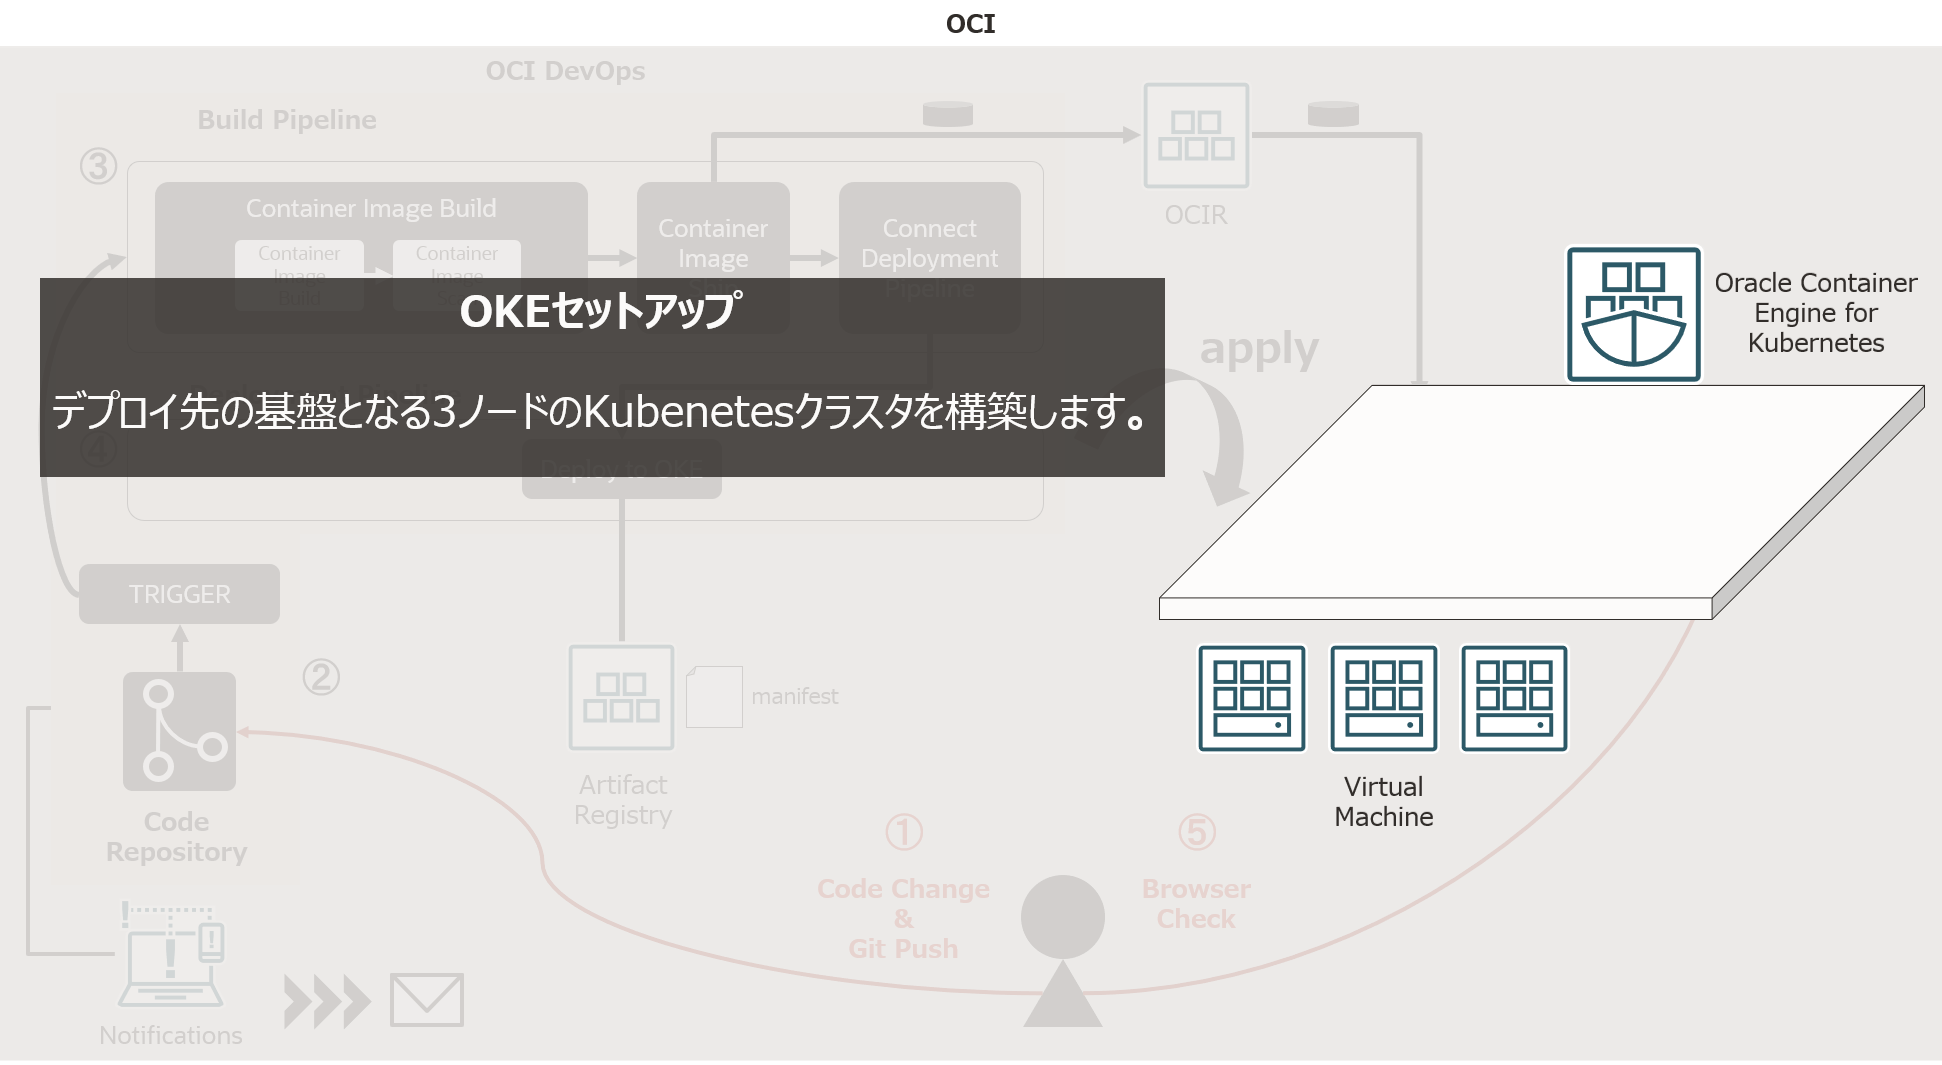 OCI
OCI DevOps
Build Pipeline
③
Container Image Build
Container
Image
Build
Container
Image
Container
Image
Ship
Connect
Deployment
Pipeline
OCIR
Oracle Container
Engine for
Kubernetes
OKEセットアップ
デプロイ先の基盤となる3ノードのKubenetesクラスタを構築します。
apply
Deployment Pipeline
④
Deploy to OKE
TRIGGER
②
manifest
Code
Repository
Artifact
Registry
Virtual
Machine
①
Code Change
&
Git Push
⑤
Browser
Check
Notifications